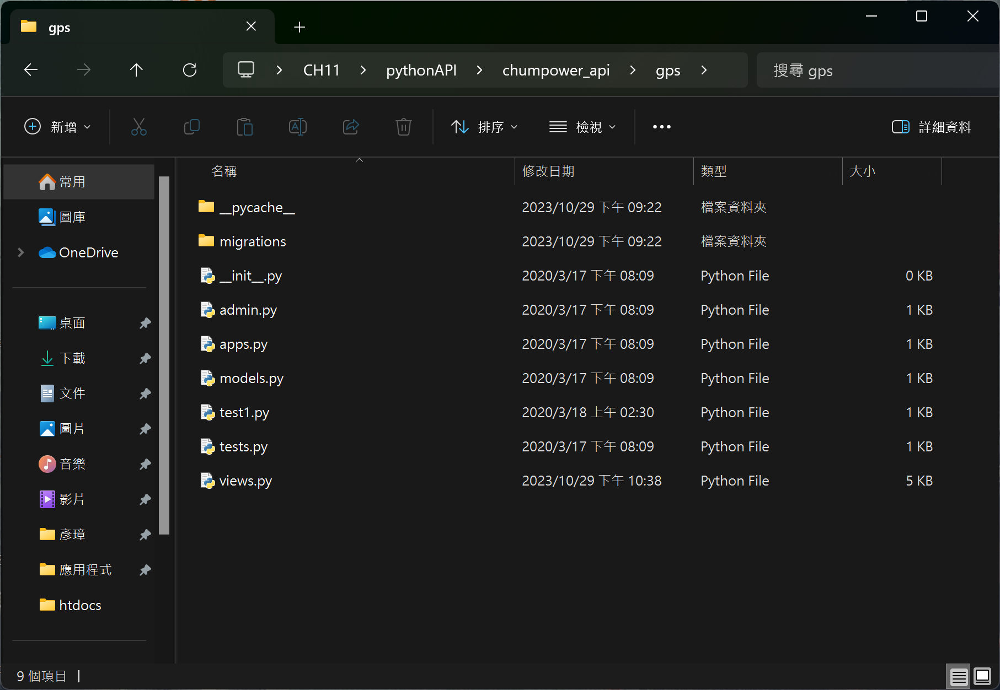 gps
CH11 pythonAPI chumpower_api gps
搜尋 gps
新增 排序 檢視 詳細資料
名稱 修改日期 類型 大小
常用
圖庫
OneDrive
桌面
下載
文件
圖片
音樂
影片
彥璋
應用程式
htdocs
__pycache__ 2023/10/29 下午 09:22 檔案資料夾
migrations 2023/10/29 下午 09:22 檔案資料夾
__init__.py 2020/3/17 下午 08:09 Python File 0 KB
admin.py 2020/3/17 下午 08:09 Python File 1 KB
apps.py 2020/3/17 下午 08:09 Python File 1 KB
models.py 2020/3/17 下午 08:09 Python File 1 KB
test1.py 2020/3/18 上午 02:30 Python File 1 KB
tests.py 2020/3/17 下午 08:09 Python File 1 KB
views.py 2023/10/29 下午 10:38 Python File 5 KB
9 個項目